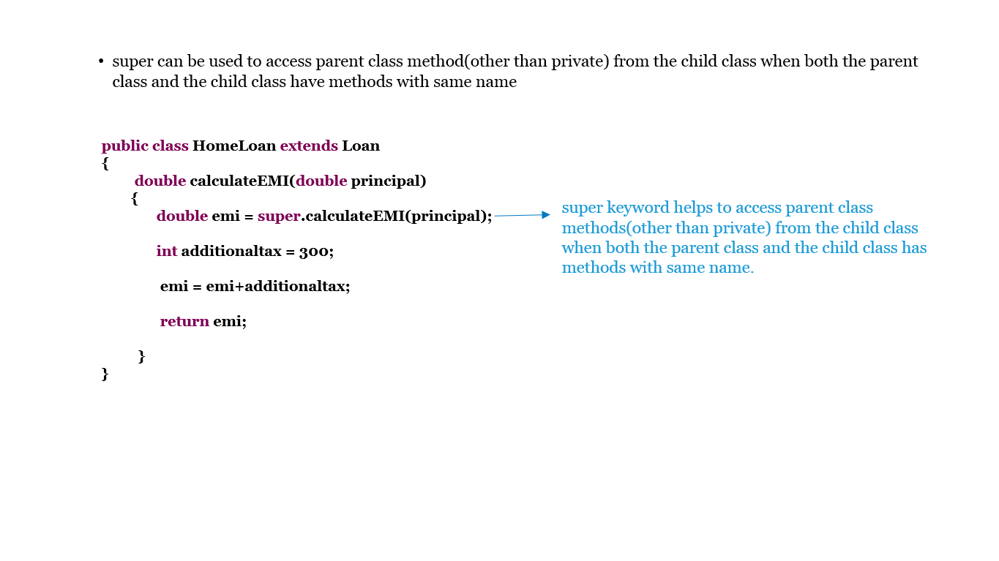 • super can be used to access parent class method(other than private) from the child class when both the parent
class and the child class have methods with same name
public class HomeLoan extends Loan
{
double calculateEMI(double principal)
{
double emi = super.calculateEMI(principal);
super keyword helps to access parent class
methods(other than private) from the child class
when both the parent class and the child class has
methods with same name.
int additionaltax = 300;
emi = emi+additionaltax;
return emi;
}
}